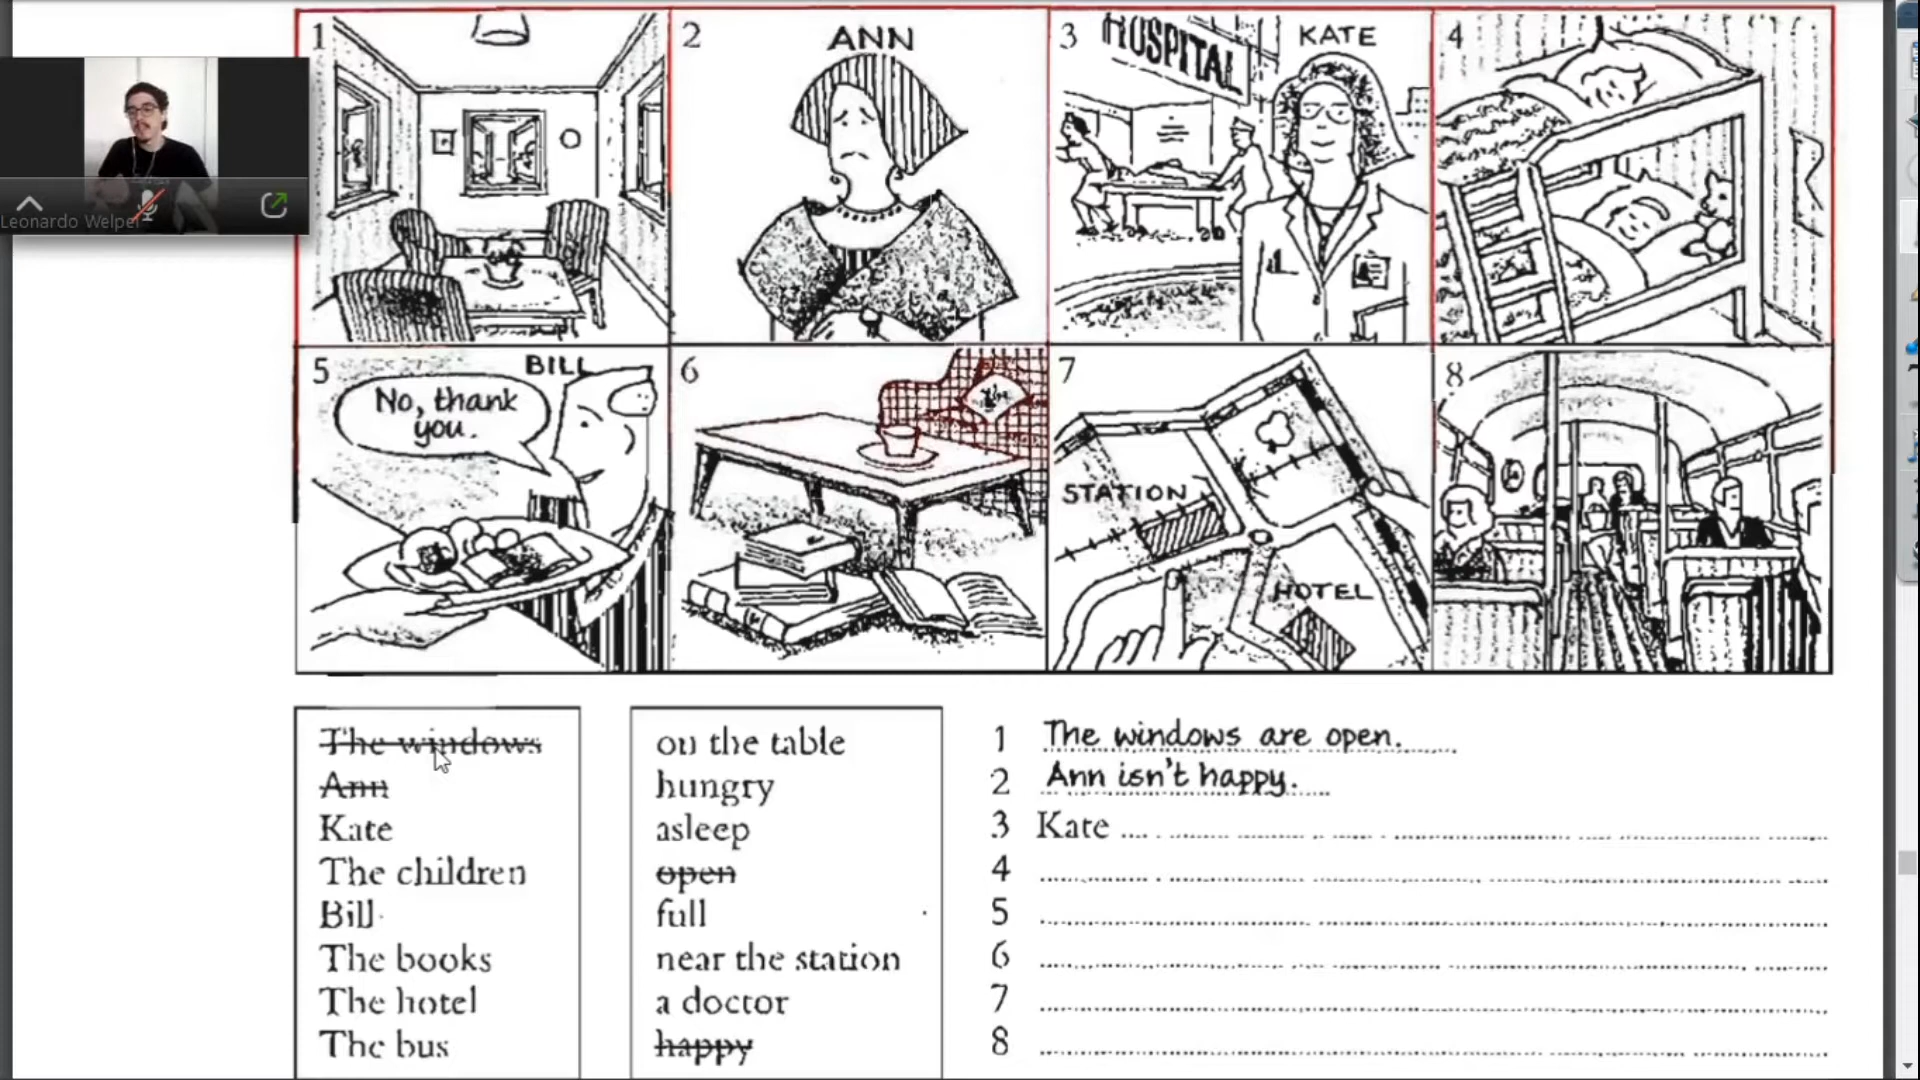 1
2
ANN
3
HOSPITAL
KATE
4
Leonardo Welper
5
BILL
No, thank
you.
6
7
STATION
HOTEL
8
The windows
Ann
Kate
The children
Bill
The books
The hotel
The bus
on the table
hungry
asleep
open
full
near the station
a doctor
happy
1 The windows are open.
2 Ann isn't happy.
3 Kate
4
5
6
7
8